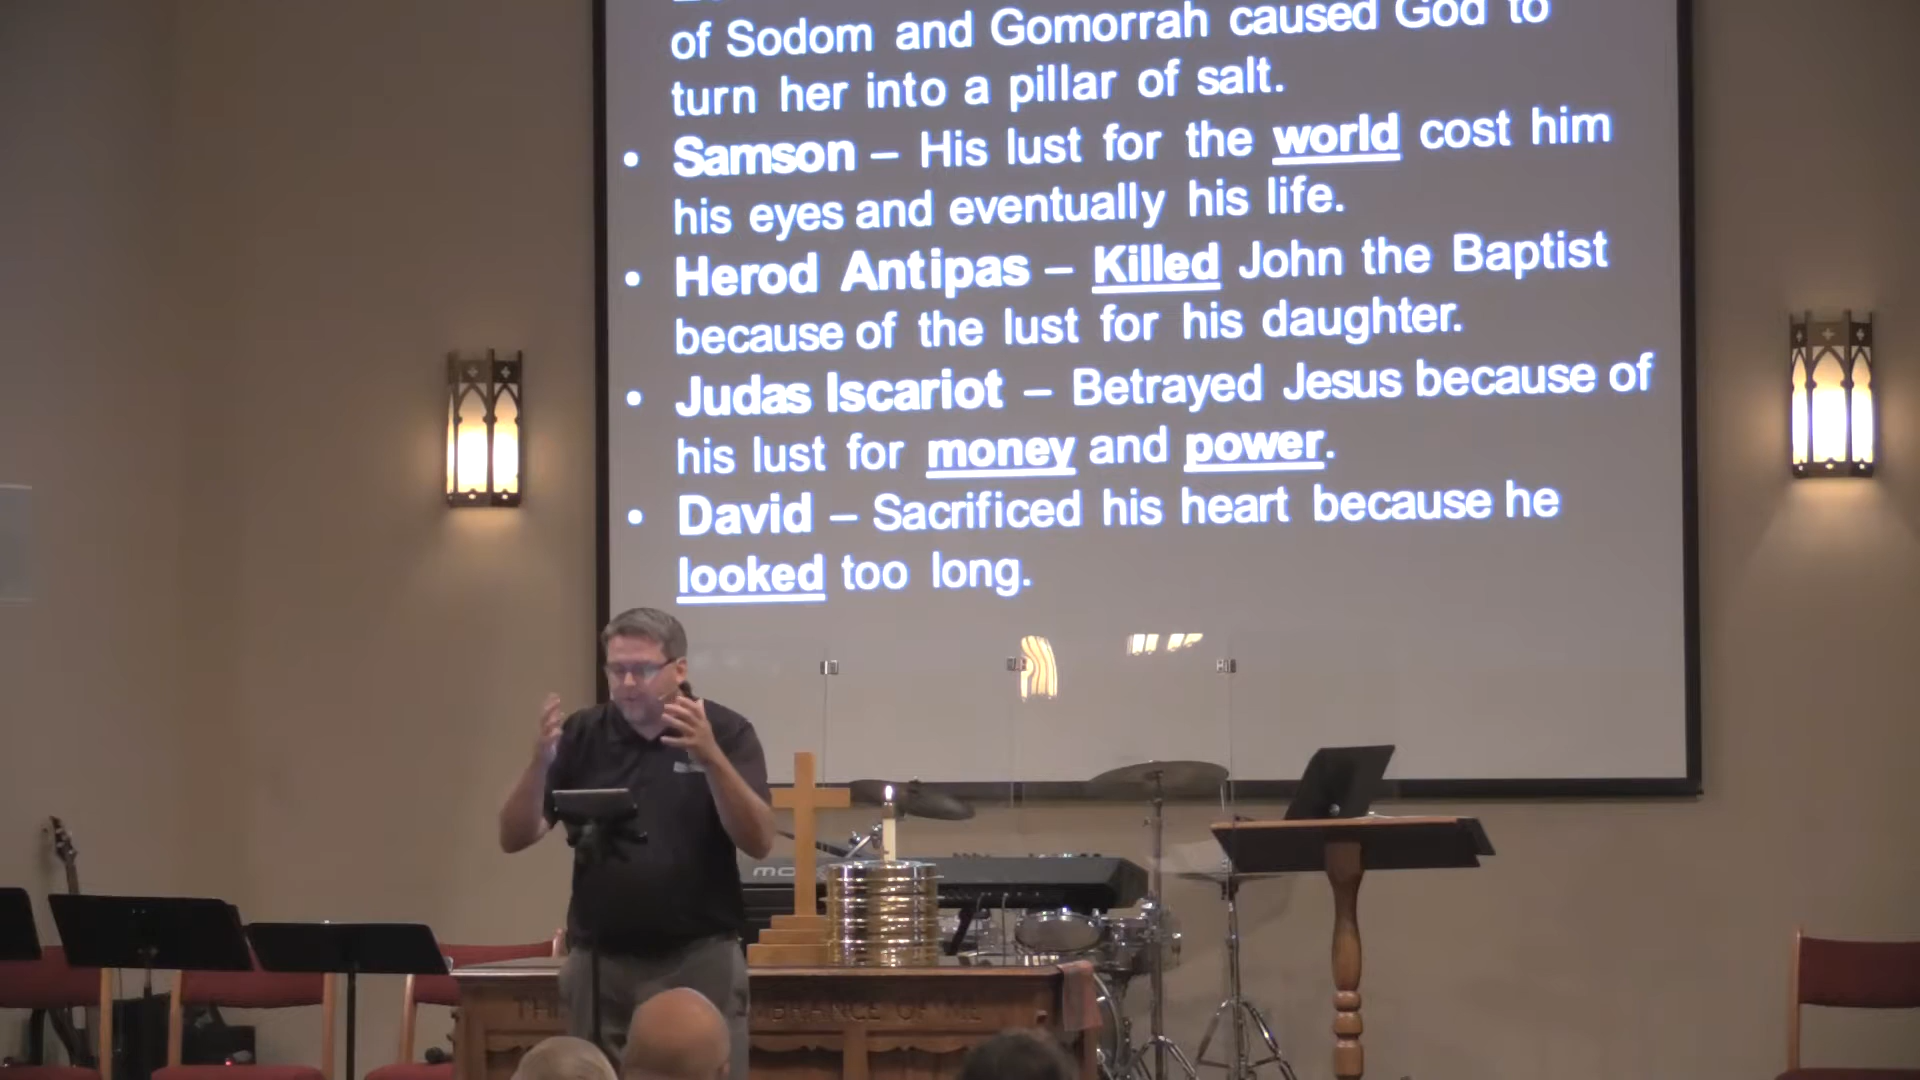 of Sodom and Gomorrah caused God to
turn her into a pillar of salt.
• Samson – His lust for the world cost him
his eyes and eventually his life.
• Herod Antipas – Killed John the Baptist
because of the lust for his daughter.
• Judas Iscariot – Betrayed Jesus because of
his lust for money and power.
• David – Sacrificed his heart because he
looked too long.
OF ME